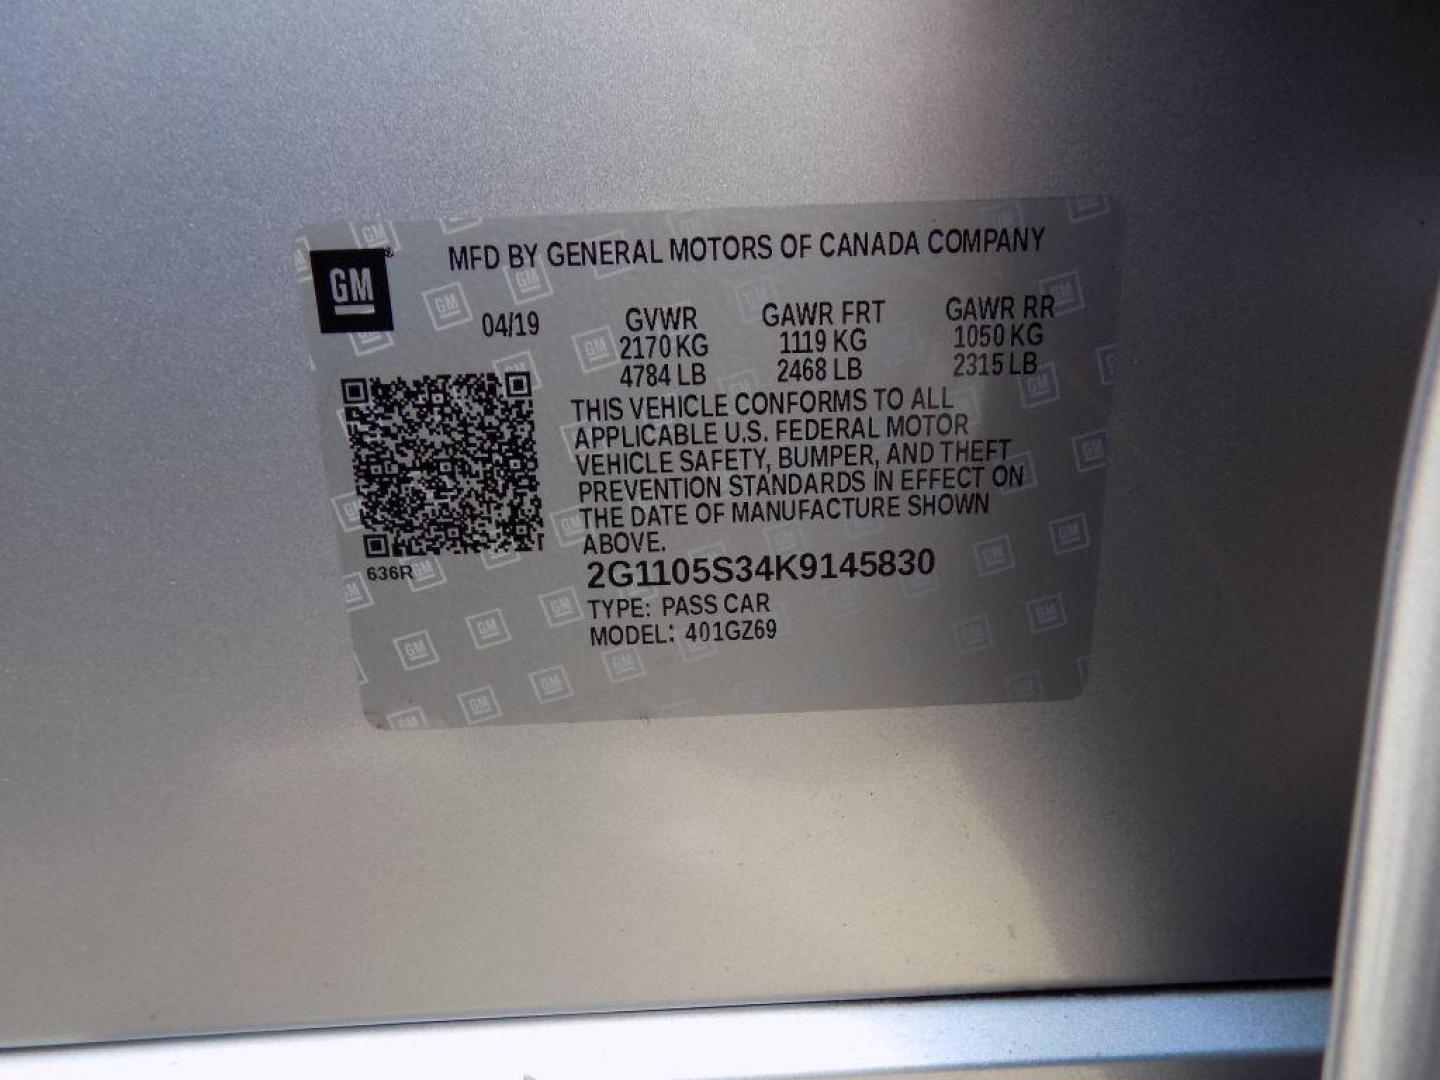 MFD BY GENERAL MOTORS OF CANADA COMPANY
GM
04/19
GVWR GAWR FRT GAWR RR
2170 KG 1119 KG 1050 KG
4784 LB 2468 LB 2315 LB
THIS VEHICLE CONFORMS TO ALL
APPLICABLE U.S. FEDERAL MOTOR
VEHICLE SAFETY, BUMPER, AND THEFT
PREVENTION STANDARDS IN EFFECT ON
THE DATE OF MANUFACTURE SHOWN
ABOVE.
636R
2G1105S34K9145830
TYPE: PASS CAR
MODEL: 401GZ69